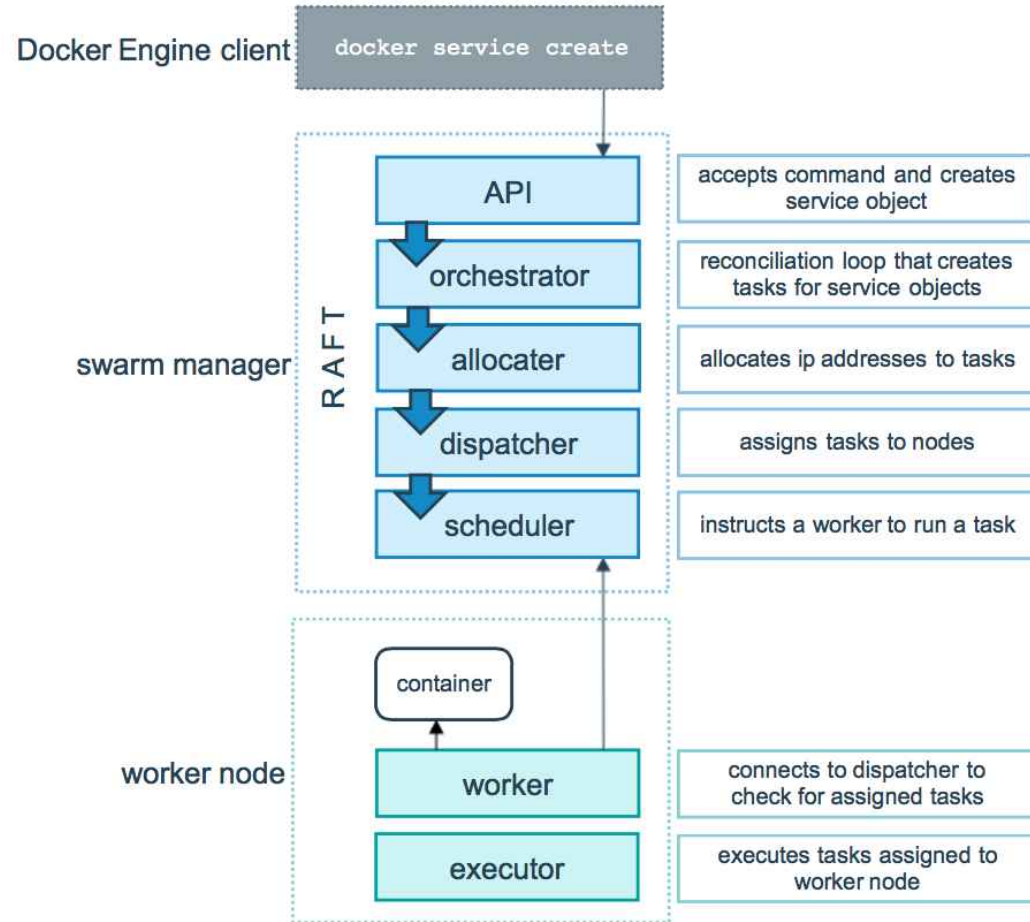 Docker Engine client
docker service create
swarm manager
RAFT
API
accepts command and creates
service object
orchestrator
reconciliation loop that creates
tasks for service objects
allocater
allocates ip addresses to tasks
dispatcher
assigns tasks to nodes
scheduler
instructs a worker to run a task
worker node
container
worker
connects to dispatcher to
check for assigned tasks
executor
executes tasks assigned to
worker node